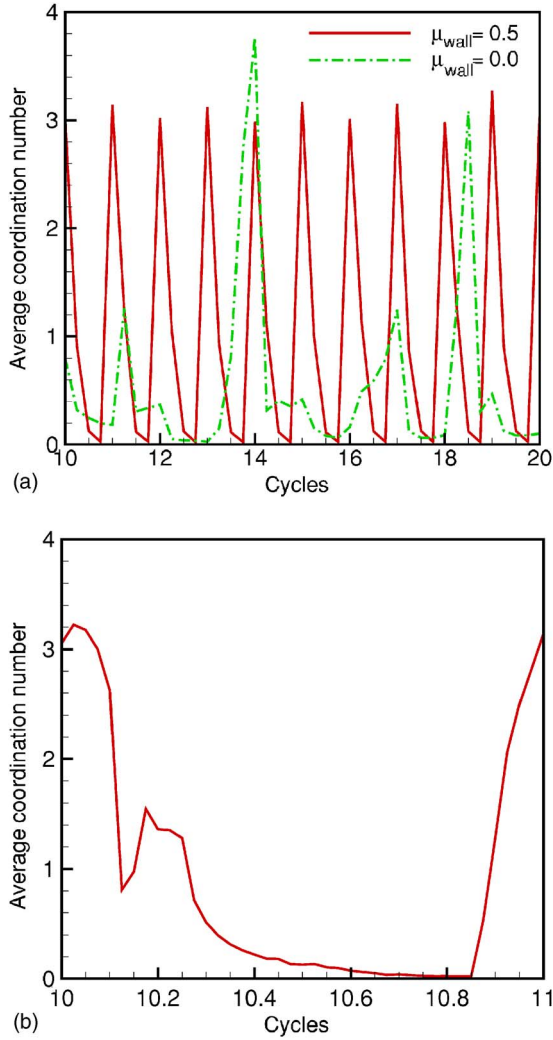 4
3
2
1
0
Average coordination number
μwall= 0.5
μwall= 0.0
10 12 14 16 18 20
Cycles
(a)
4
3
2
1
0
Average coordination number
10 10.2 10.4 10.6 10.8 11
Cycles
(b)